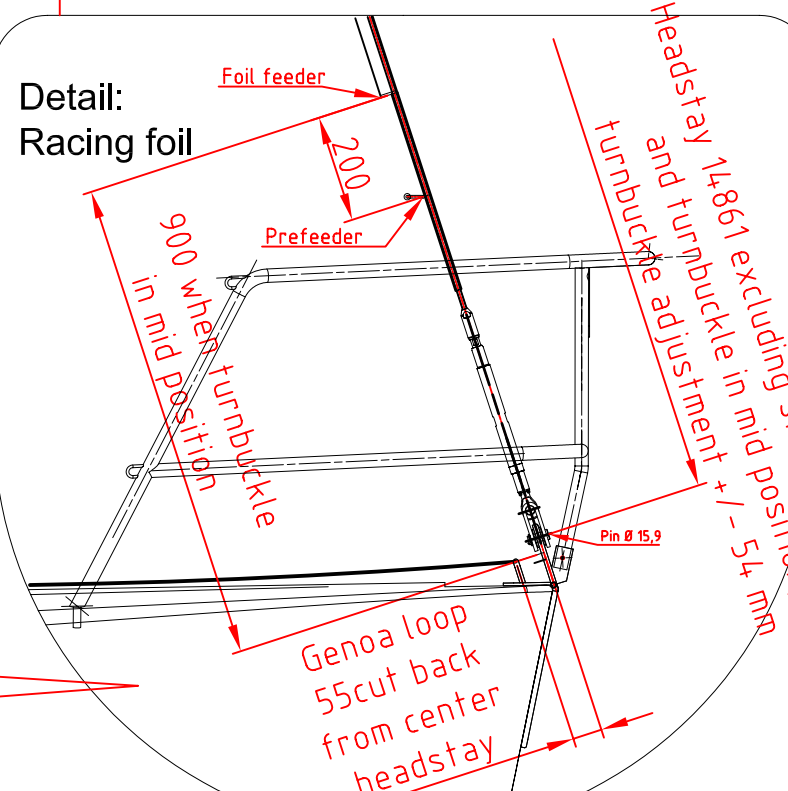 Detail:
Racing foil
Foil feeder
200
Prefeeder
900 when turnbuckle
in mid position
Headstay 14861 excluding
and turnbuckle in mid
turnbuckle adjustment +/- 54 mm
Pin Ø 15,9
Genoa loop
55cut back
from center
headstay